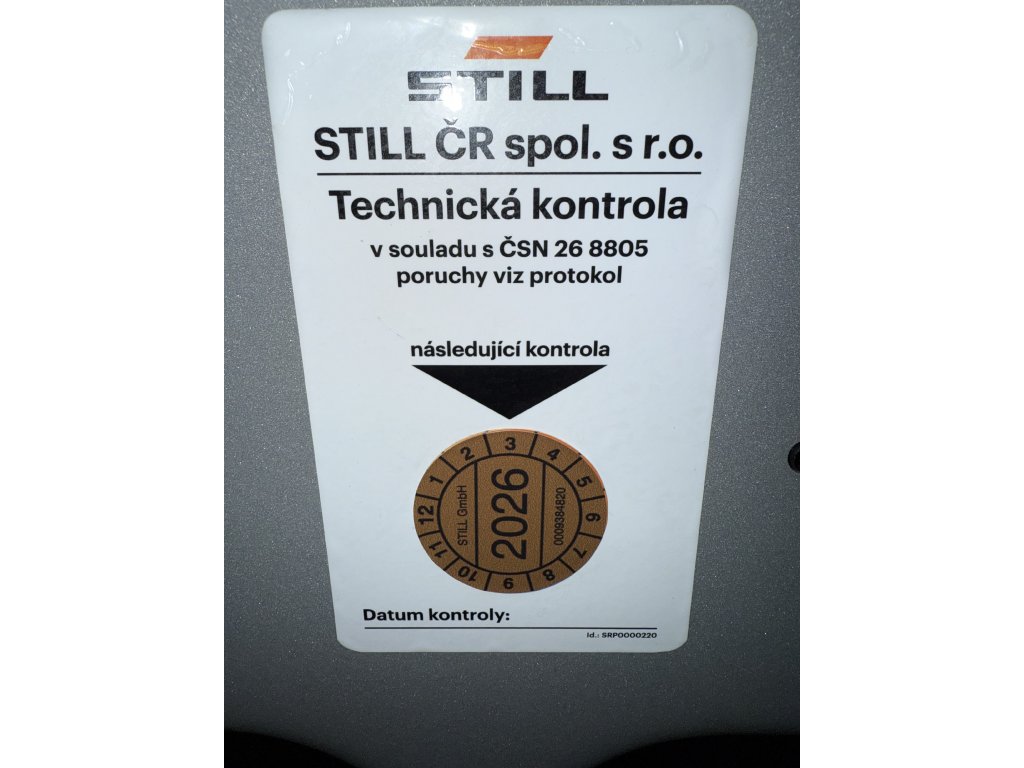 STILL
STILL ČR spol. s r.o.
Technická kontrola
v souladu s ČSN 26 8805
poruchy viz protokol
následující kontrola
1 2 3 4 5 6 7 8 9 10 11 12
STILL GmbH
2026
0009384820
Datum kontroly:
Id.: SRP0000220